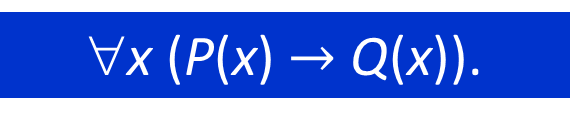 ∀x (P(x) → Q(x)).